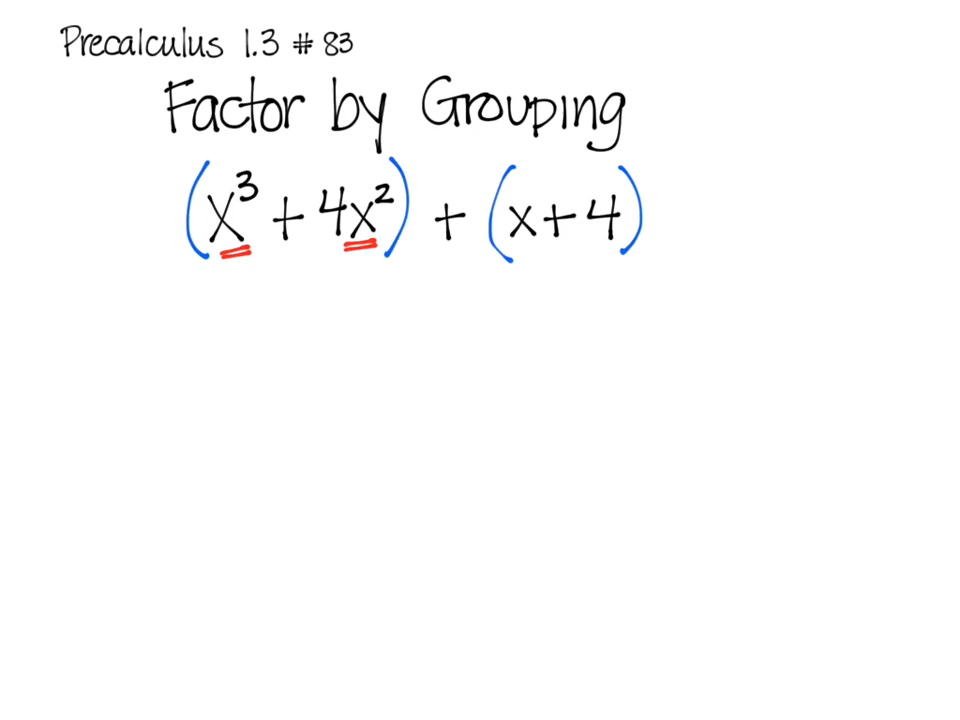 Precalculus 1.3 # 83
Factor by Grouping
(x³ + 4x²) + (x+4)